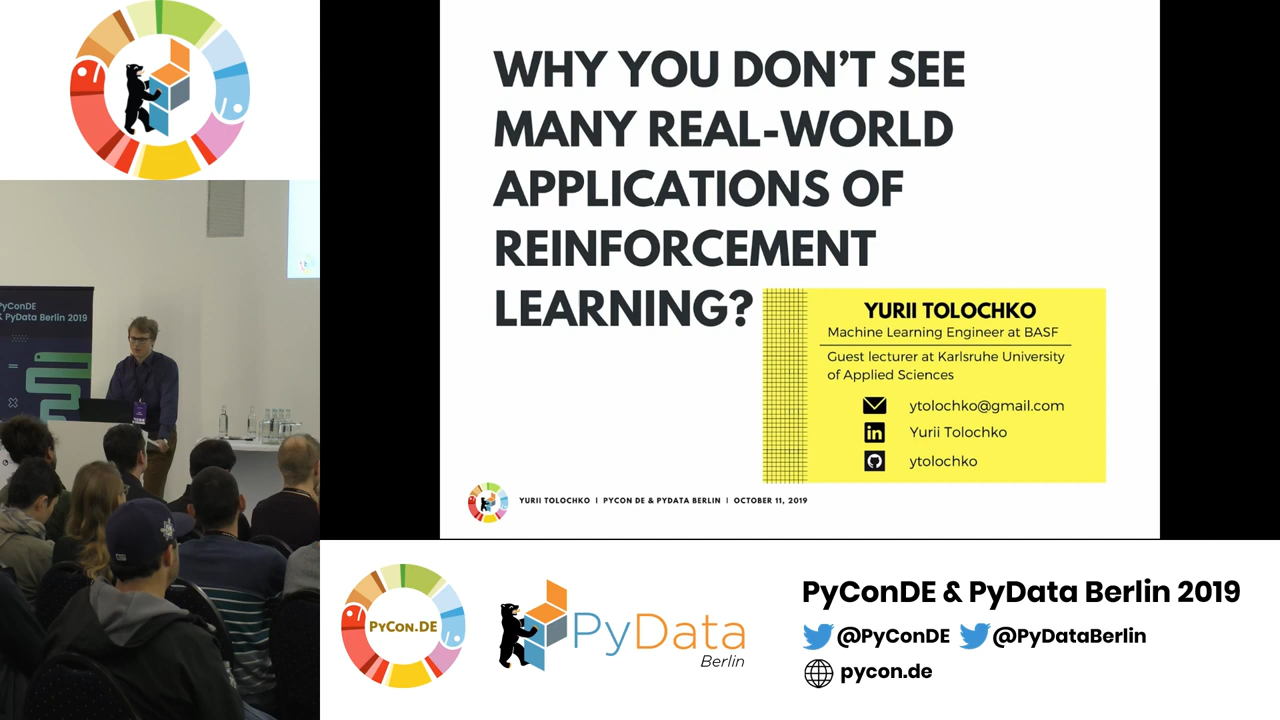 WHY YOU DON'T SEE
MANY REAL-WORLD
APPLICATIONS OF
REINFORCEMENT
LEARNING?
YURII TOLOCHKO
Machine Learning Engineer at BASF
Guest lecturer at Karlsruhe University
of Applied Sciences
ytolochko@gmail.com
in Yurii Tolochko
ytolochko
YURII TOLOCHKO | PYCON DE & PYDATA BERLIN | OCTOBER 11, 2019
PyConDE
& PyData Berlin 2019
PyCon.DE
PyData
Berlin
PyConDE & PyData Berlin 2019
@PyConDE @PyDataBerlin
pycon.de